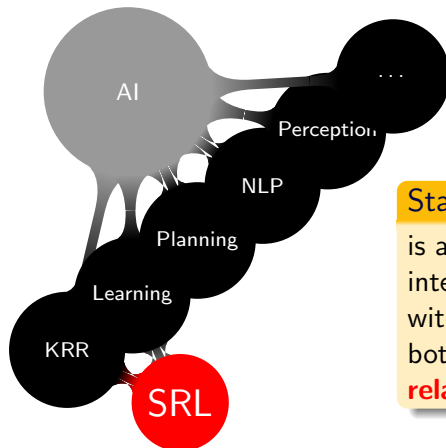 AI
...
Perception
NLP
Planning
Learning
KRR
SRL
Sta
is a
inte
wit
bot
rela